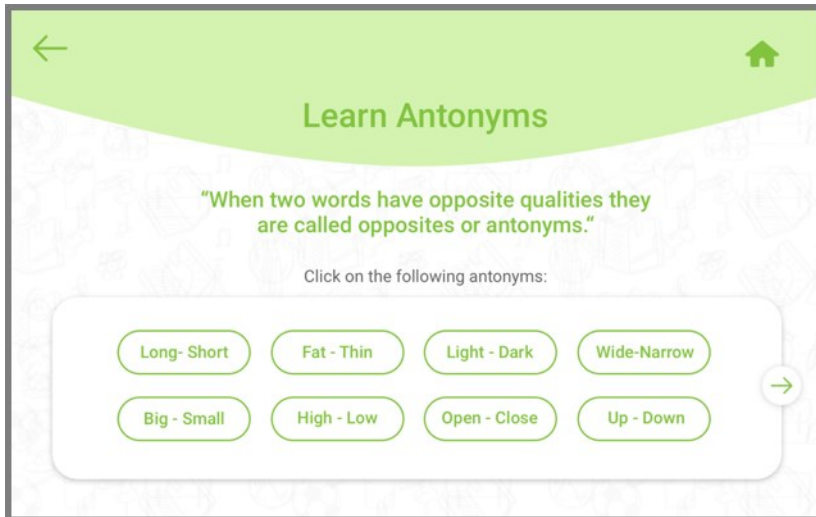 Learn Antonyms
“When two words have opposite qualities they
are called opposites or antonyms.“
Click on the following antonyms:
Long- Short
Fat - Thin
Light - Dark
Wide-Narrow
Big - Small
High - Low
Open - Close
Up - Down